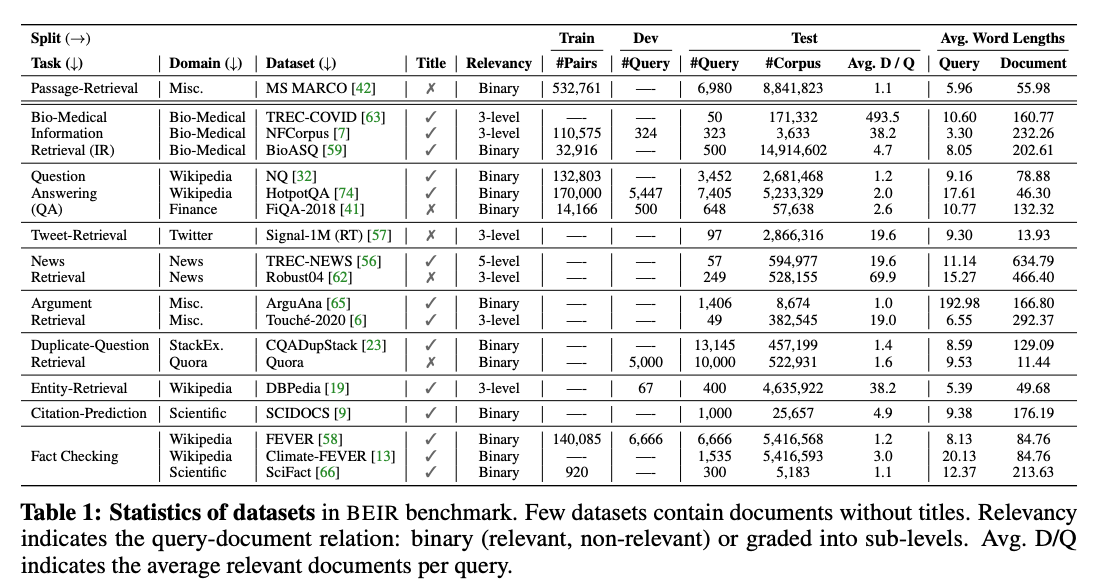 Split (→) Train Dev Test Avg. Word Lengths
Task (↓) Domain (↓) Dataset (↓) Title Relevancy #Pairs #Query #Query #Corpus Avg. D / Q Query Document
Passage-Retrieval Misc. MS MARCO [42] ✗ Binary 532,761 —- 6,980 8,841,823 1.1 5.96 55.98
Bio-Medical Bio-Medical TREC-COVID [63] ✓ 3-level —- —- 50 171,332 493.5 10.60 160.77
Information Bio-Medical NFCorpus [7] ✓ 3-level 110,575 324 323 3,633 38.2 3.30 232.26
Retrieval (IR) Bio-Medical BioASQ [59] ✓ Binary 32,916 —- 500 14,914,602 4.7 8.05 202.61
Question Wikipedia NQ [32] ✓ Binary 132,803 —- 3,452 2,681,468 1.2 9.16 78.88
Answering Wikipedia HotpotQA [74] ✓ Binary 170,000 5,447 7,405 5,233,329 2.0 17.61 46.30
(QA) Finance FiQA-2018 [41] ✗ Binary 14,166 500 648 57,638 2.6 10.77 132.32
Tweet-Retrieval Twitter Signal-1M (RT) [57] ✗ 3-level —- —- 97 2,866,316 19.6 9.30 13.93
News News TREC-NEWS [56] ✓ 5-level —- —- 57 594,977 19.6 11.14 634.79
Retrieval News Robust04 [62] ✗ 3-level —- —- 249 528,155 69.9 15.27 466.40
Argument Misc. ArguAna [65] ✓ Binary —- —- 1,406 8,674 1.0 192.98 166.80
Retrieval Misc. Touché-2020 [6] ✓ 3-level —- —- 49 382,545 19.0 6.55 292.37
Duplicate-Question StackEx. CQADupStack [23] ✓ Binary —- —- 13,145 457,199 1.4 8.59 129.09
Retrieval Quora Quora ✗ Binary —- 5,000 10,000 522,931 1.6 9.53 11.44
Entity-Retrieval Wikipedia DBPedia [19] ✓ 3-level —- 67 400 4,635,922 38.2 5.39 49.68
Citation-Prediction Scientific SCIDOCS [9] ✓ Binary —- —- 1,000 25,657 4.9 9.38 176.19
Wikipedia FEVER [58] ✓ Binary 140,085 6,666 6,666 5,416,568 1.2 8.13 84.76
Fact Checking Wikipedia Climate-FEVER [13] ✓ Binary —- —- 1,535 5,416,593 3.0 20.13 84.76
Scientific SciFact [66] ✓ Binary 920 —- 300 5,183 1.1 12.37 213.63
Table 1: Statistics of datasets in BEIR benchmark. Few datasets contain documents without titles. Relevancy
indicates the query-document relation: binary (relevant, non-relevant) or graded into sub-levels. Avg. D/Q
indicates the average relevant documents per query.